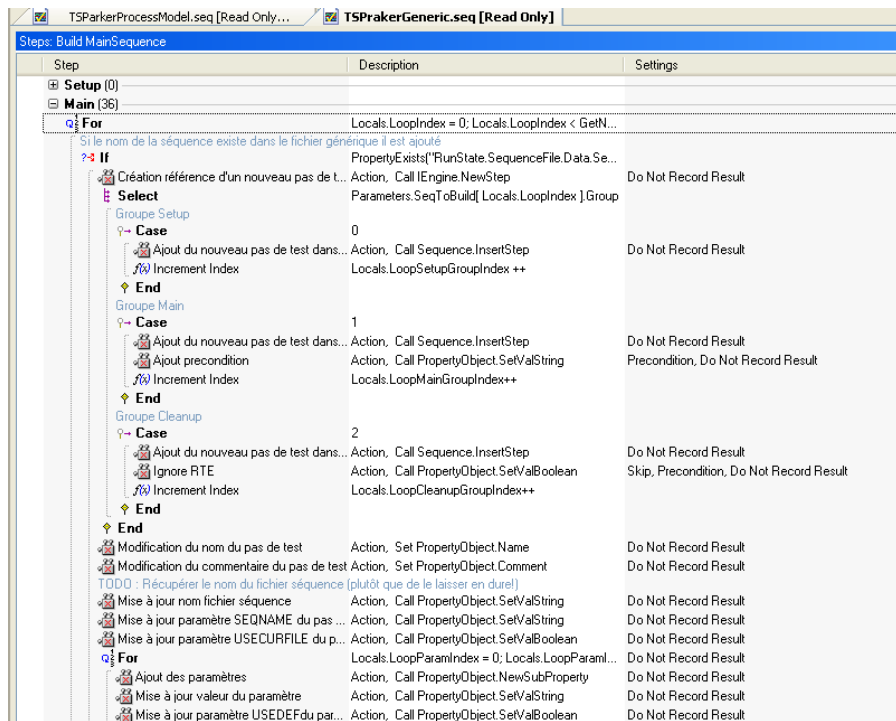 TSParkerProcessModel.seq [Read Only... TSPrakerGeneric.seq [Read Only]
Steps: Build MainSequence
Step Description Settings
Setup (0)
Main (36)
For Locals.LoopIndex = 0; Locals.LoopIndex < GetN...
Si le nom de la séquence existe dans le fichier générique il est ajouté
If PropertyExists("RunState.SequenceFile.Data.Se...
Création référence d'un nouveau pas de t... Action, Call IEngine.NewStep Do Not Record Result
Select Parameters.SeqToBuild[ Locals.LoopIndex ].Group
Groupe Setup
Case 0
Ajout du nouveau pas de test dans... Action, Call Sequence.InsertStep Do Not Record Result
f(x) Increment Index Locals.LoopSetupGroupIndex ++
End
Groupe Main
Case 1
Ajout du nouveau pas de test dans... Action, Call Sequence.InsertStep Do Not Record Result
Ajout precondition Action, Call PropertyObject.SetValString Precondition, Do Not Record Result
f(x) Increment Index Locals.LoopMainGroupIndex++
End
Groupe Cleanup
Case 2
Ajout du nouveau pas de test dans... Action, Call Sequence.InsertStep Do Not Record Result
Ignore RTE Action, Call PropertyObject.SetValBoolean Skip, Precondition, Do Not Record Result
f(x) Increment Index Locals.LoopCleanupGroupIndex++
End
End
Modification du nom du pas de test Action, Set PropertyObject.Name Do Not Record Result
Modification du commentaire du pas de test Action, Set PropertyObject.Comment Do Not Record Result
TODO : Récupérer le nom du fichier séquence (plutôt que de le laisser en dure!)
Mise à jour nom fichier séquence Action, Call PropertyObject.SetValString Do Not Record Result
Mise à jour paramètre SEQNAME du pas ... Action, Call PropertyObject.SetValString Do Not Record Result
Mise à jour paramètre USECURFILE du p... Action, Call PropertyObject.SetValBoolean Do Not Record Result
For Locals.LoopParamIndex = 0; Locals.LoopParamI...
Ajout des paramètres Action, Call PropertyObject.NewSubProperty Do Not Record Result
Mise à jour valeur du paramètre Action, Call PropertyObject.SetValString Do Not Record Result
Mise à jour paramètre USEDEFdu par... Action, Call PropertyObject.SetValBoolean Do Not Record Result